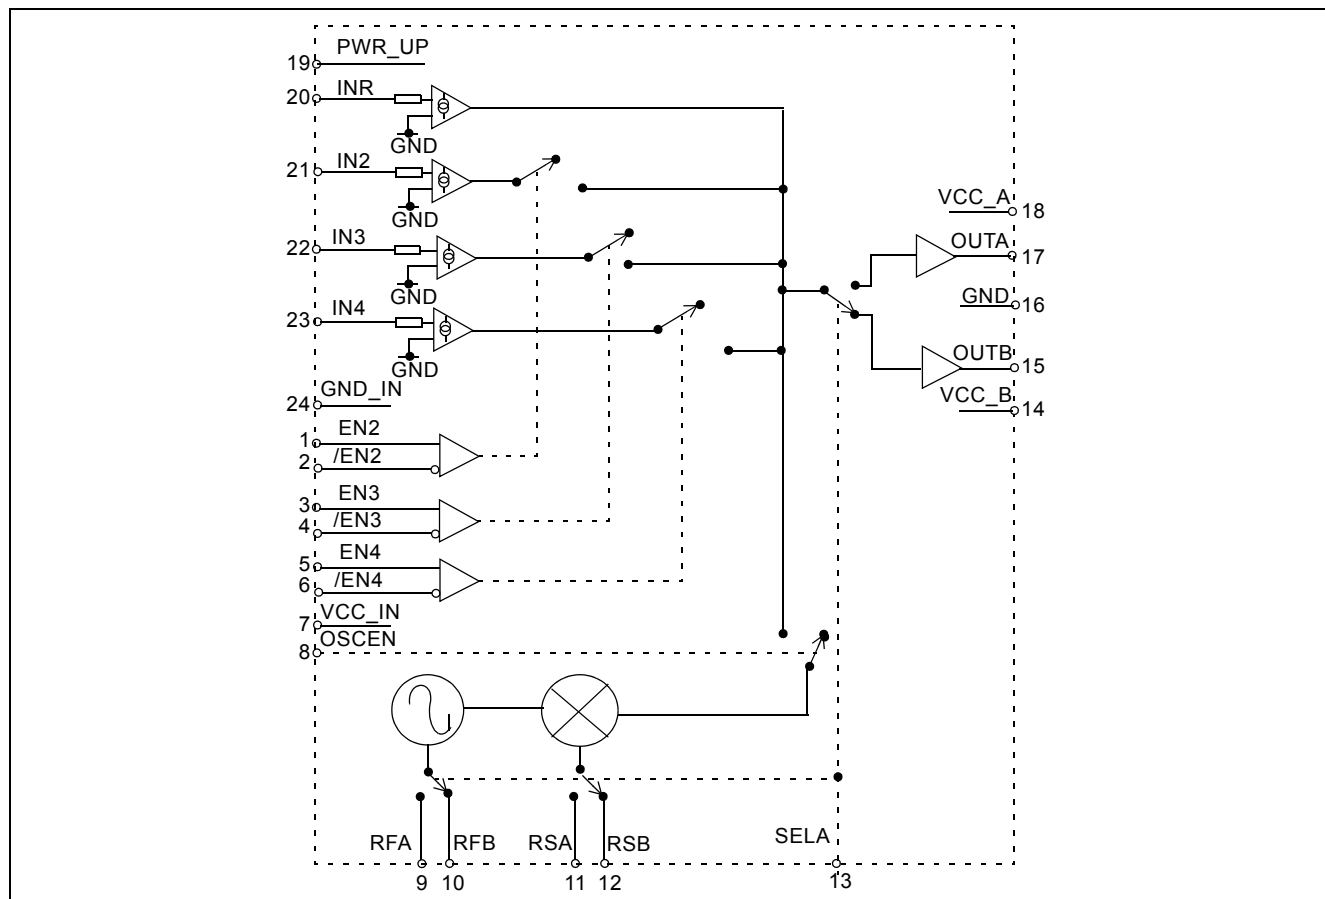 PWR_UP
19
20 INR
GND
21 IN2
GND
22 IN3
GND
23 IN4
GND
24 GND_IN
1 EN2
2 /EN2
3 EN3
4 /EN3
5 EN4
6 /EN4
7 VCC_IN
8 OSCEN
VCC_A 18
OUTA 17
GND 16
OUTB 15
VCC_B 14
RFA RFB RSA RSB SELA
9 10 11 12 13